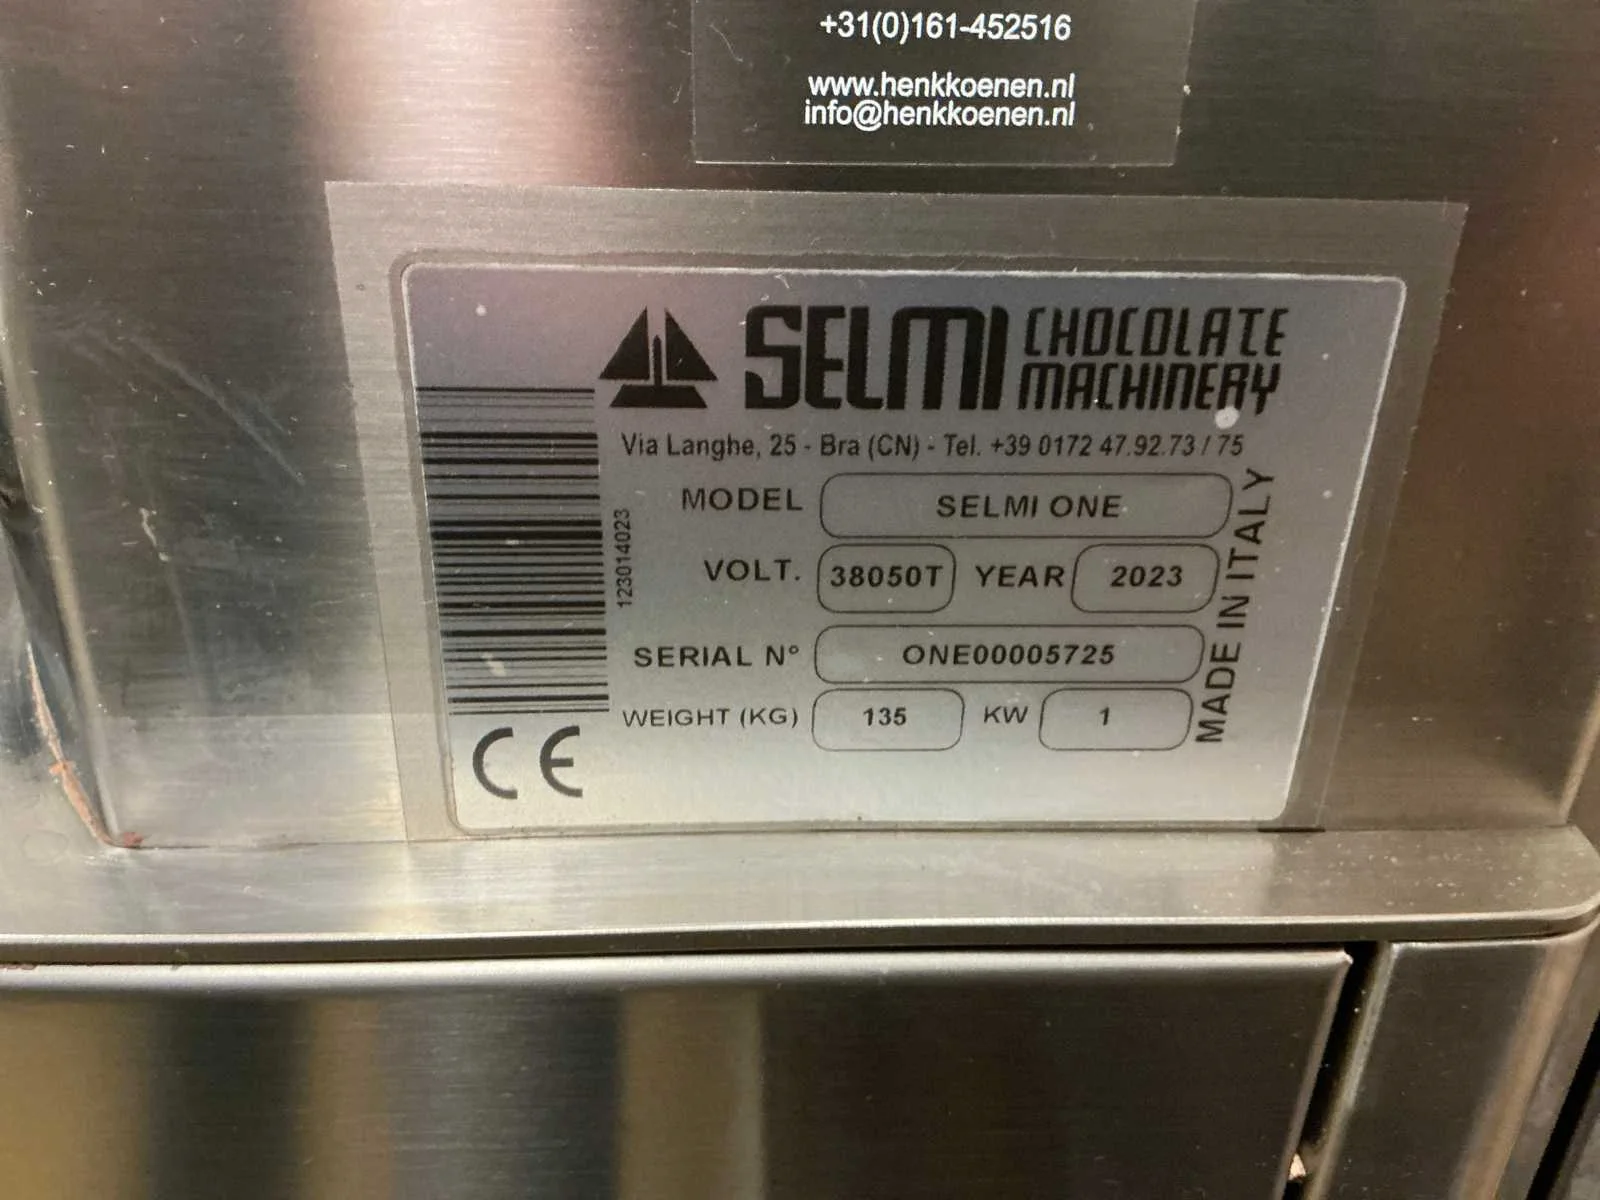 +31(0)161-452516
www.henkkoenen.nl
info@henkkoenen.nl
SELMI CHOCOLATE MACHINERY
Via Langhe, 25 - Bra (CN) - Tel. +39 0172 47.92.73 / 75
MODEL SELMI ONE
VOLT. 38050T YEAR 2023
SERIAL N° ONE00005725
WEIGHT (KG) 135 KW 1
MADE IN ITALY
123014023
CE